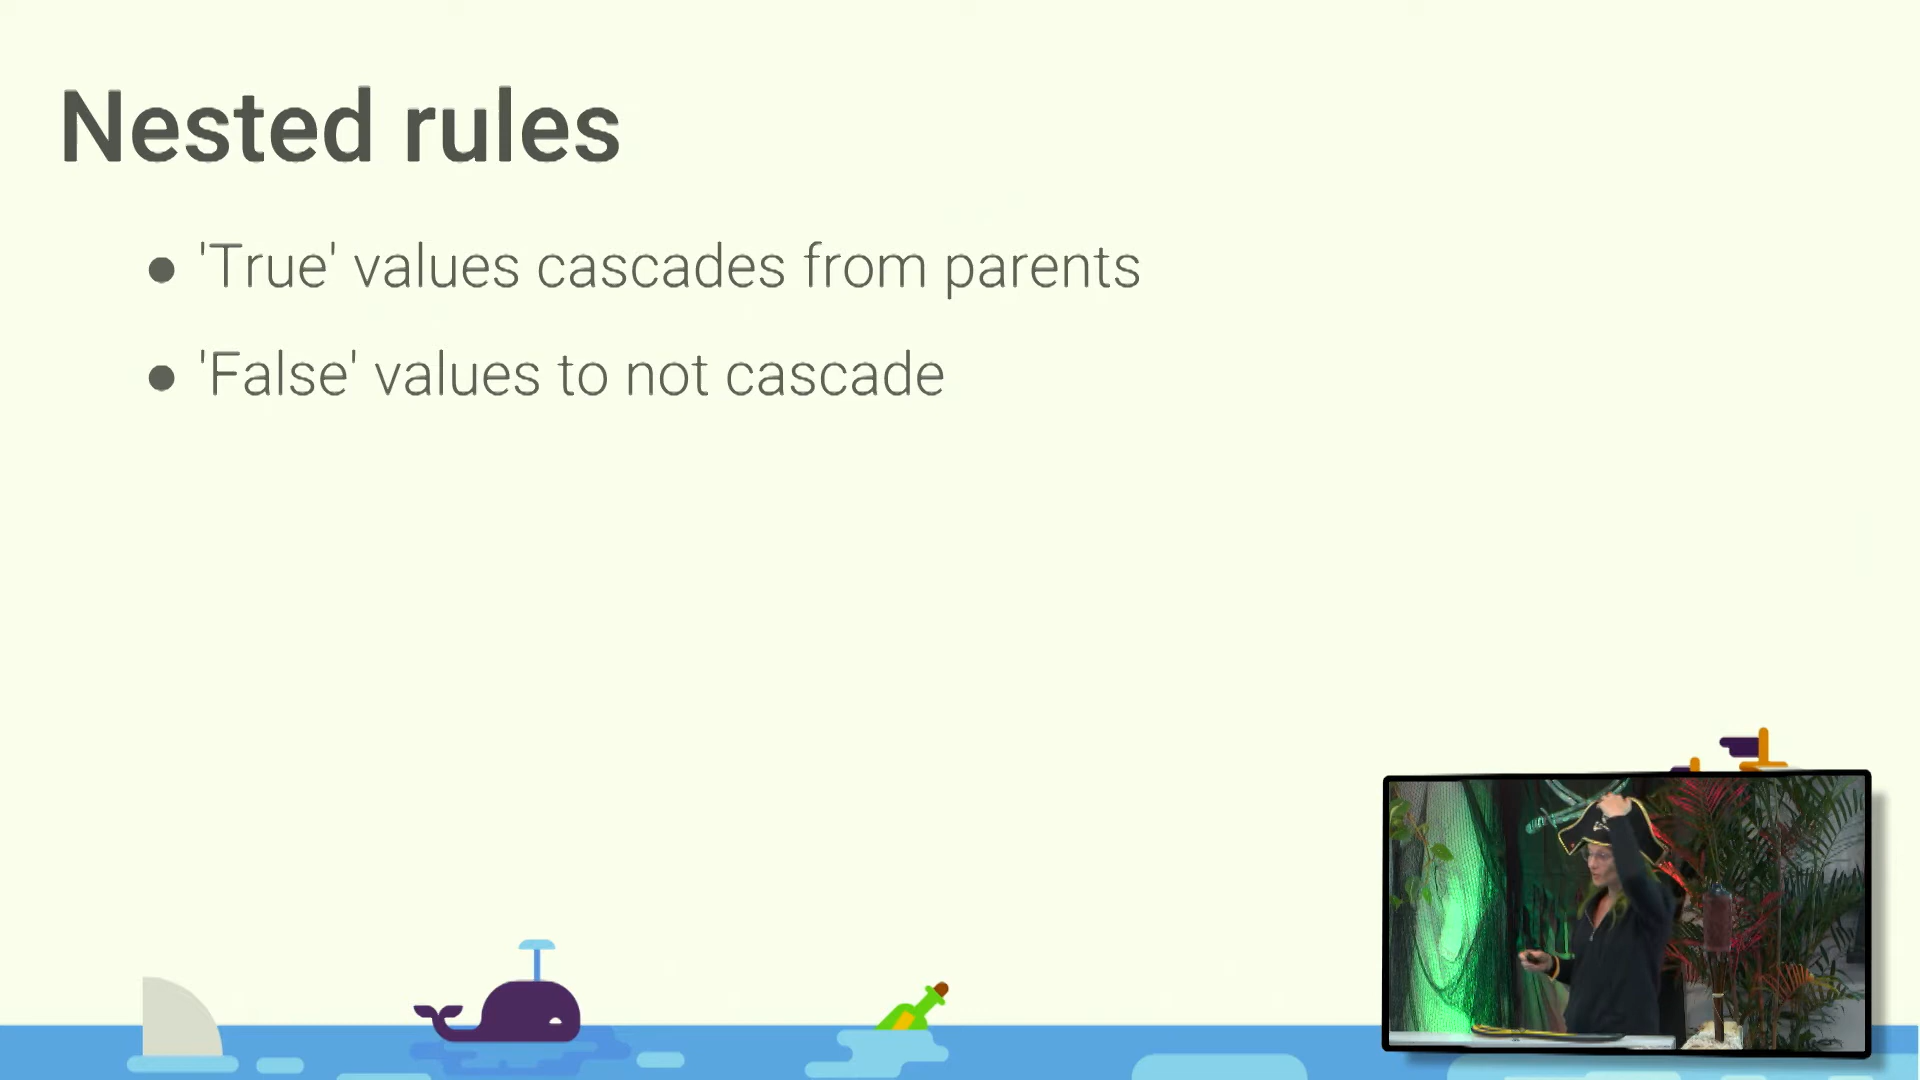 Nested rules
'True' values cascades from parents
'False' values to not cascade